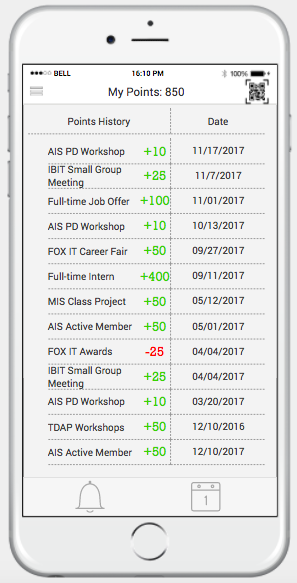 BELL 16:10 PM 100%
My Points: 850
Points History Date
AIS PD Workshop +10 11/17/2017
IBIT Small Group
Meeting +25 11/7/2017
Full-time Job Offer +100 11/01/2017
AIS PD Workshop +10 10/13/2017
FOX IT Career Fair +50 09/27/2017
Full-time Intern +400 09/11/2017
MIS Class Project +50 05/12/2017
AIS Active Member +50 05/01/2017
FOX IT Awards -25 04/04/2017
IBIT Small Group
Meeting +25 04/04/2017
AIS PD Workshop +10 03/20/2017
TDAP Workshops +50 12/10/2016
AIS Active Member +50 12/10/2017
1